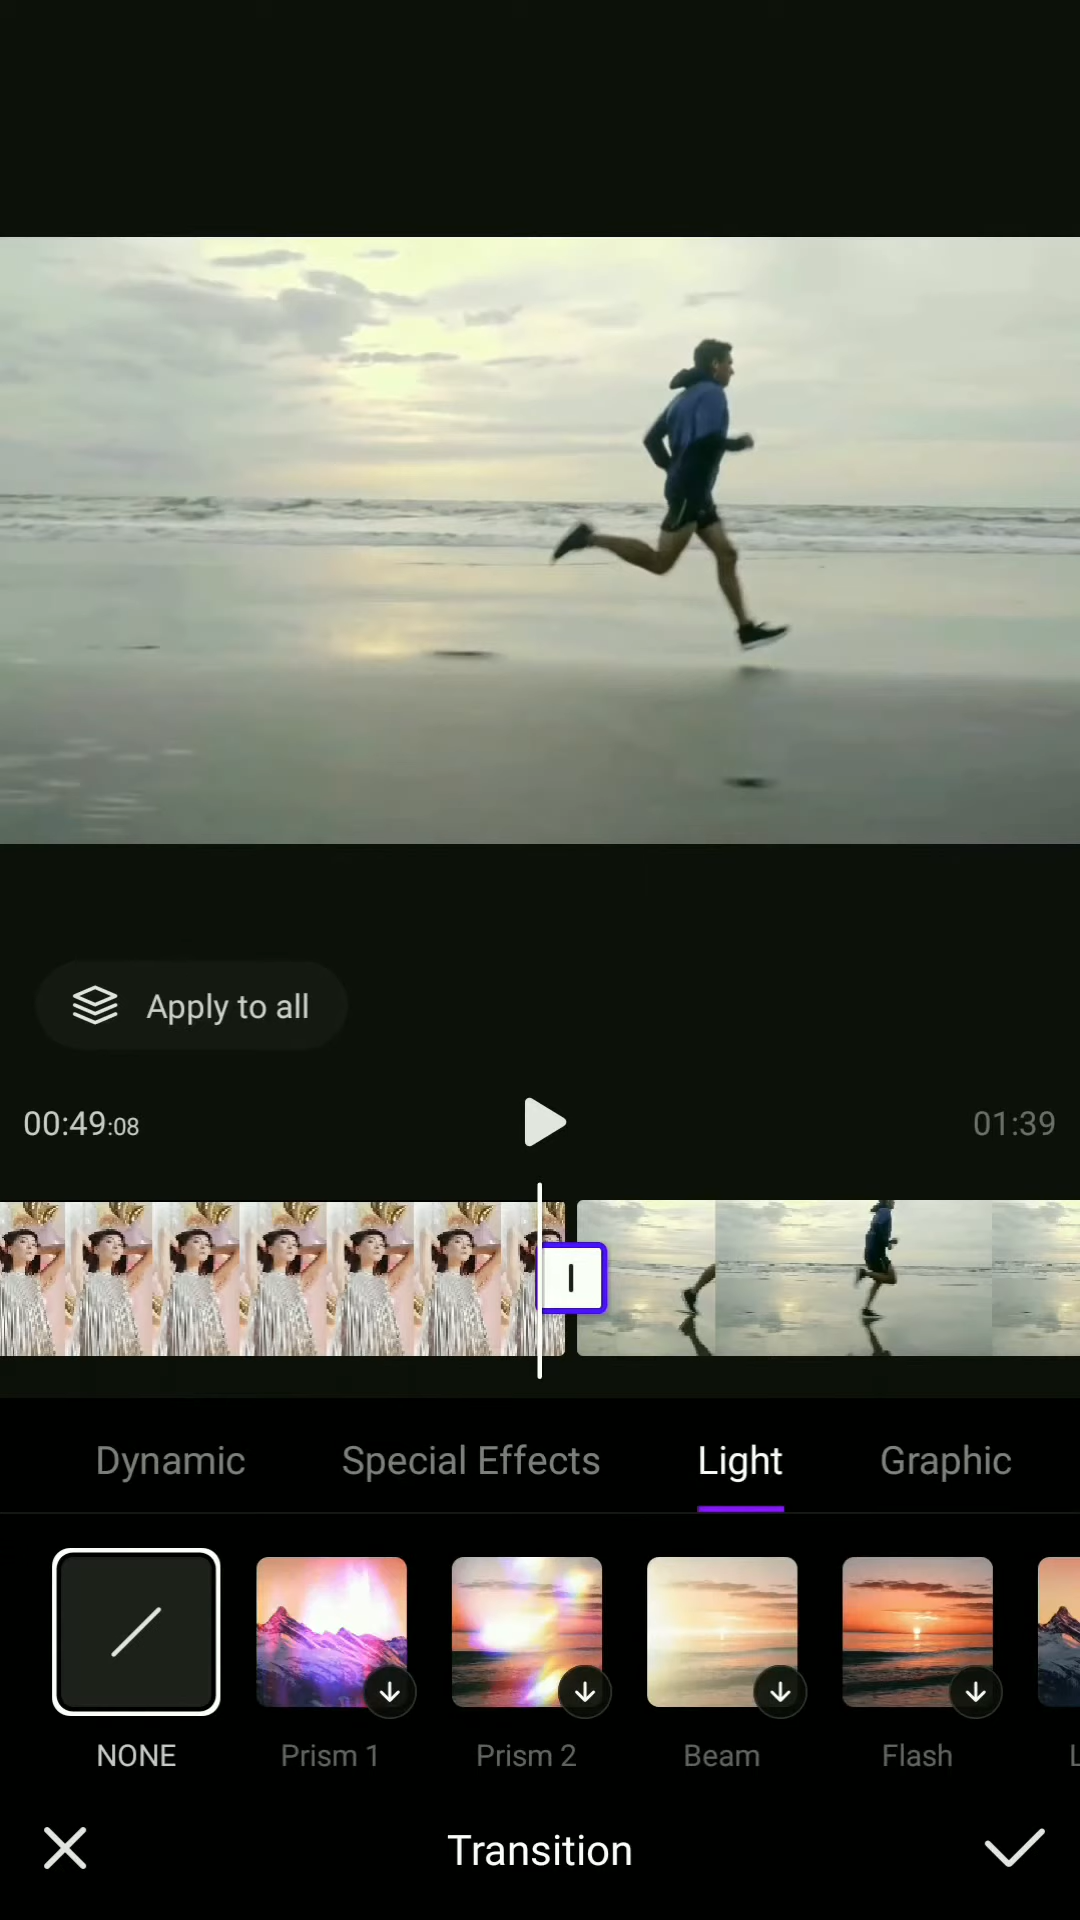 Apply to all
00:49:08
01:39
Dynamic Special Effects Light Graphic
NONE Prism 1 Prism 2 Beam Flash L
Transition